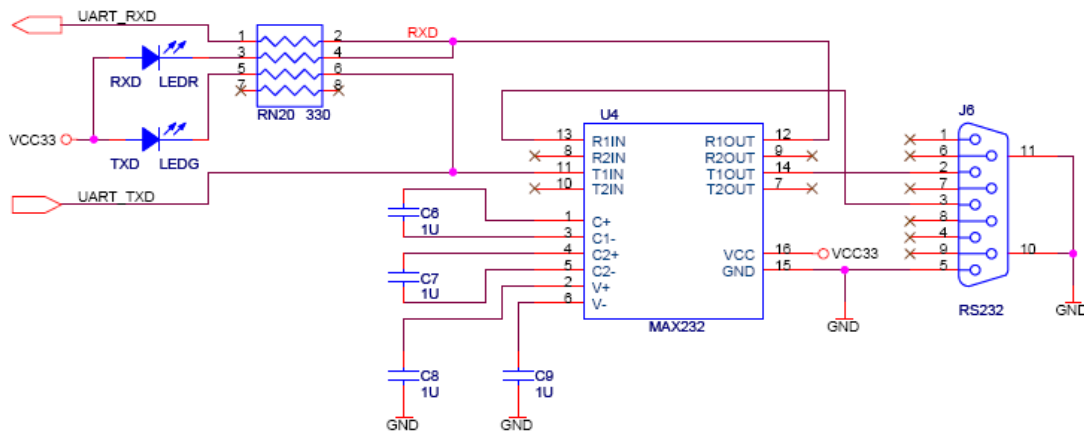 UART_RXD
1 2 RXD
3 4
5 6
7 8
RXD LEDR
RN20 330
VCC33
TXD LEDG
UART_TXD
U4
13 R1IN R1OUT 12
8 R2IN R2OUT 9
11 T1IN T1OUT 14
10 T2IN T2OUT 7
1 C+
3 C1-
4 C2+ VCC 16 VCC33
5 C2- GND 15
2 V+
6 V-
MAX232
GND
C6
1U
C7
1U
C8
1U
GND
C9
1U
GND
J6
1
6
2
7
3
8
4
9
5
11
10
RS232
GND